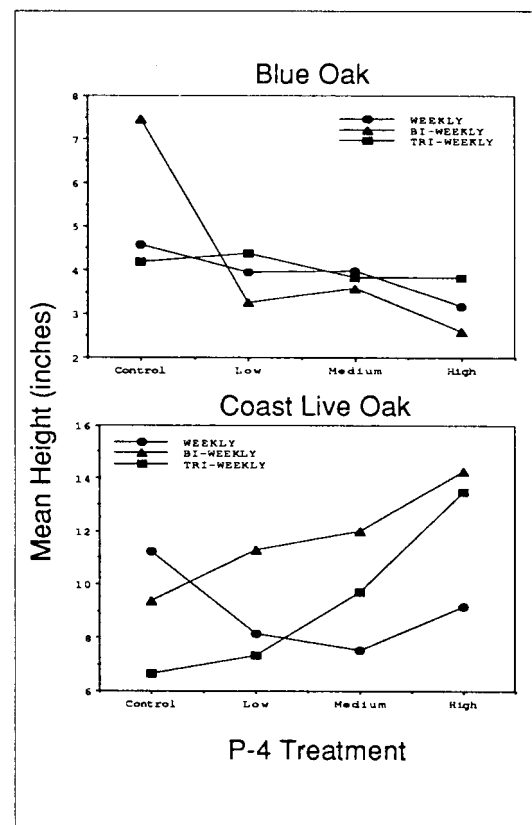 Blue Oak
8
7
6
5
4
3
2
WEEKLY
BI-WEEKLY
TRI-WEEKLY
Control Low Medium High
Mean Height (inches)
Coast Live Oak
16
14
12
10
8
6
WEEKLY
BI-WEEKLY
TRI-WEEKLY
Control Low Medium High
P-4 Treatment